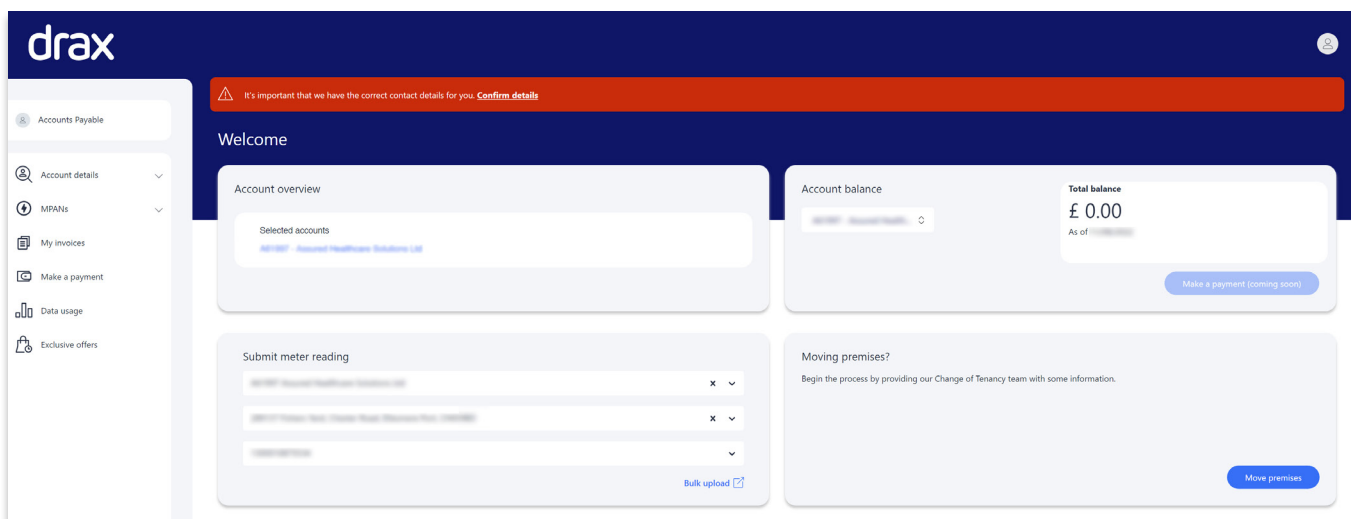 drax
It's important that we have the correct contact details for you. Confirm details
Accounts Payable
Welcome
Account details
MPANs
My invoices
Make a payment
Data usage
Exclusive offers
Account overview
Selected accounts
Account balance
Total balance
£ 0.00
As of
Make a payment (coming soon)
Submit meter reading
Bulk upload
Moving premises?
Begin the process by providing our Change of Tenancy team with some information.
Move premises